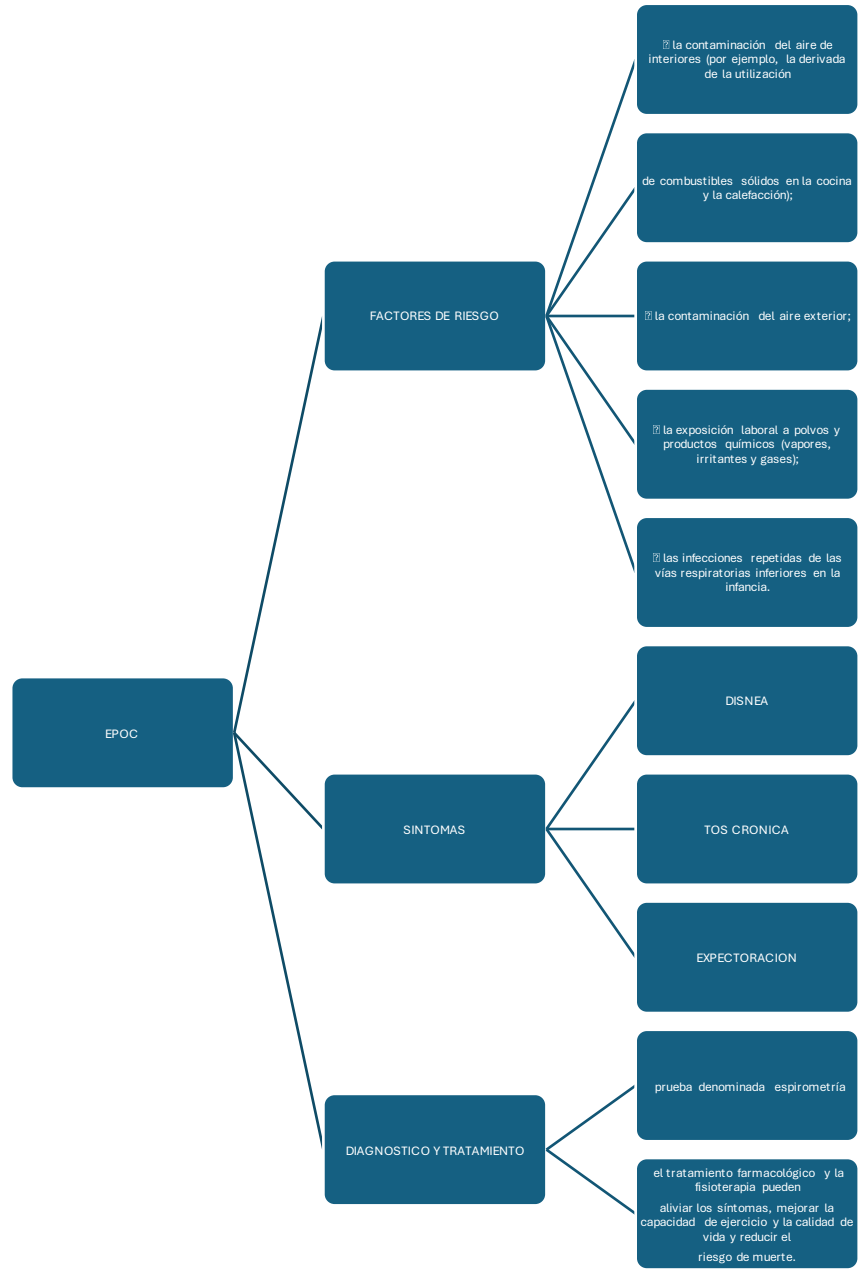 ⍰ la contaminación del aire de
interiores (por ejemplo, la derivada
de la utilización
de combustibles sólidos en la cocina
y la calefacción);
FACTORES DE RIESGO
⍰ la contaminación del aire exterior;
⍰ la exposición laboral a polvos y
productos químicos (vapores,
irritantes y gases);
⍰ las infecciones repetidas de las
vías respiratorias inferiores en la
infancia.
EPOC
DISNEA
SINTOMAS
TOS CRONICA
EXPECTORACION
prueba denominada espirometría
DIAGNOSTICO Y TRATAMIENTO
el tratamiento farmacológico y la
fisioterapia pueden
aliviar los síntomas, mejorar la
capacidad de ejercicio y la calidad de
vida y reducir el
riesgo de muerte.